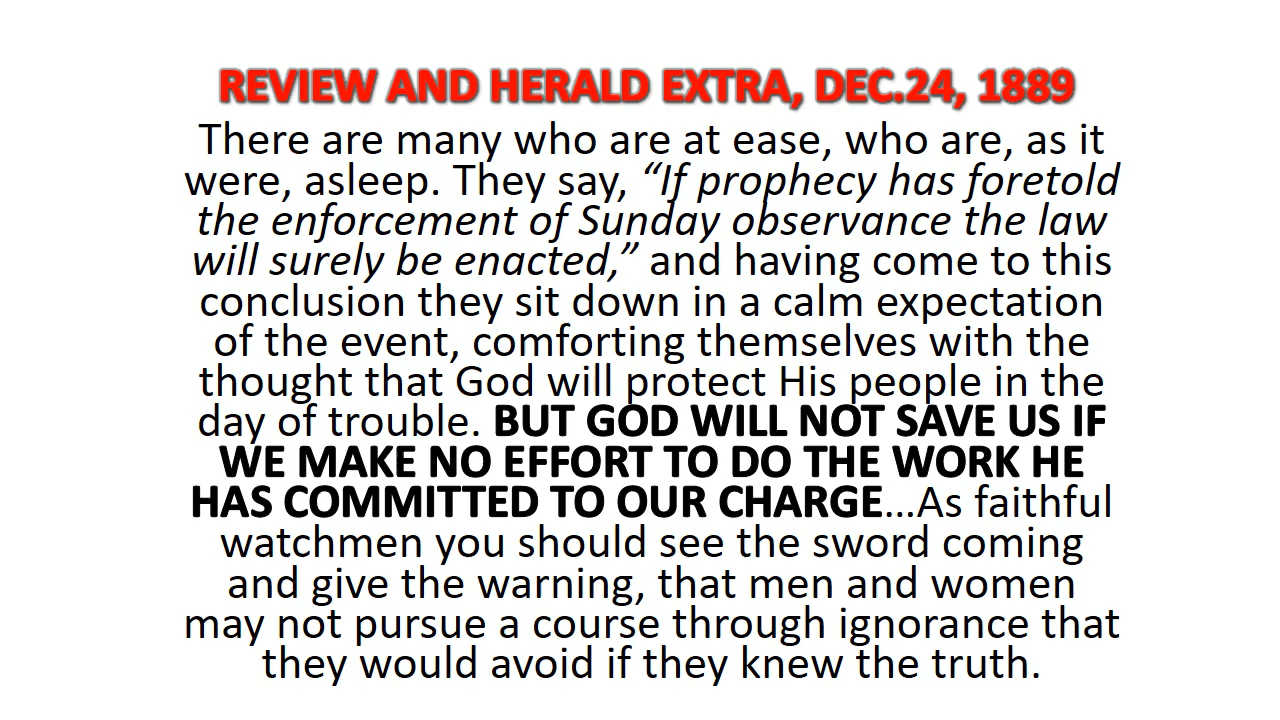 REVIEW AND HERALD EXTRA, DEC.24, 1889
There are many who are at ease, who are, as it
were, asleep. They say, “If prophecy has foretold
the enforcement of Sunday observance the law
will surely be enacted,” and having come to this
conclusion they sit down in a calm expectation
of the event, comforting themselves with the
thought that God will protect His people in the
day of trouble. BUT GOD WILL NOT SAVE US IF
WE MAKE NO EFFORT TO DO THE WORK HE
HAS COMMITTED TO OUR CHARGE…As faithful
watchmen you should see the sword coming
and give the warning, that men and women
may not pursue a course through ignorance that
they would avoid if they knew the truth.